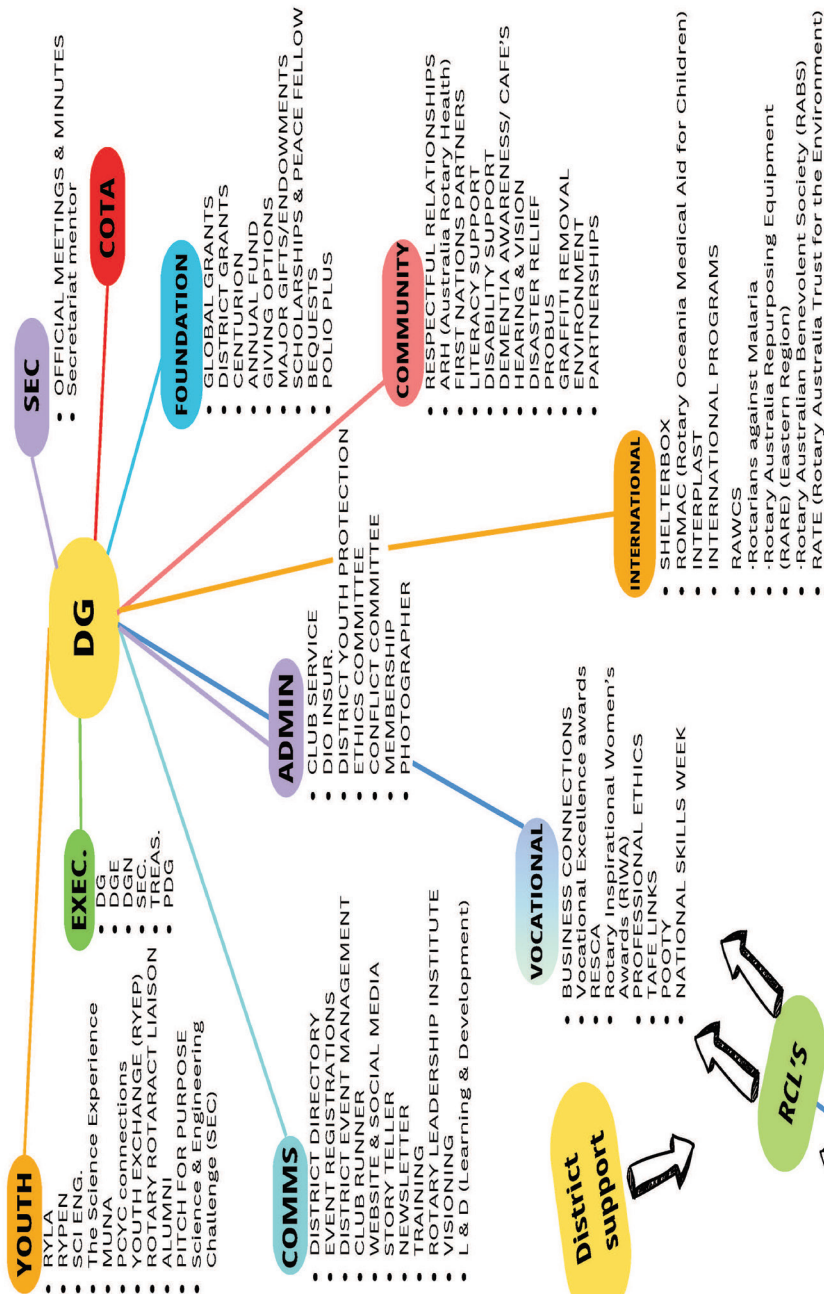 YOUTH
RYLA
RYPEN
SCI ENG.
The Science Experience
MUNA
PCYC connections
YOUTH EXCHANGE (RYEP)
ROTARY ROTARACT LIAISON
ALUMNI
PITCH FOR PURPOSE
Science & Engineering
Challenge (SEC)
EXEC.
DG
DGE
DGN
SEC.
TREAS.
PDG
DG
SEC
OFFICIAL MEETINGS & MINUTES
Secretariat mentor
COTA
FOUNDATION
GLOBAL GRANTS
DISTRICT GRANTS
CENTURION
ANNUAL FUND
GIVING OPTIONS
MAJOR GIFTS/ENDOWMENTS
SCHOLARSHIPS & PEACE FELLOW
BEQUESTS
POLIO PLUS
COMMS
DISTRICT DIRECTORY
EVENT REGISTRATIONS
DISTRICT EVENT MANAGEMENT
CLUB RUNNER
WEBSITE & SOCIAL MEDIA
STORY TELLER
NEWSLETTER
TRAINING
ROTARY LEADERSHIP INSTITUTE
VISIONING
L & D (Learning & Development)
ADMIN
CLUB SERVICE
DIO INSUR.
DISTRICT YOUTH PROTECTION
ETHICS COMMITTEE
CONFLICT COMMITTEE
MEMBERSHIP
PHOTOGRAPHER
COMMUNITY
RESPECTFUL RELATIONSHIPS
ARH (Australia Rotary Health)
FIRST NATIONS PARTNERS
LITERACY SUPPORT
DISABILITY SUPPORT
DEMENTIA AWARENESS/ CAFE'S
HEARING & VISION
DISASTER RELIEF
PROBUS
GRAFFITI REMOVAL
ENVIRONMENT
PARTNERSHIPS
VOCATIONAL
BUSINESS CONNECTIONS
Vocational Excellence awards
RESCA
Rotary Inspirational Women's
Awards (RIWA)
PROFESSIONAL ETHICS
TAFE LINKS
POOTY
NATIONAL SKILLS WEEK
INTERNATIONAL
SHELTERBOX
ROMAC (Rotary Oceania Medical Aid for Children)
INTERPLAST
INTERNATIONAL PROGRAMS
RAWCS
·Rotarians against Malaria
·Rotary Australia Repurposing Equipment
(RARE) (Eastern Region)
·Rotary Australian Benevolent Society (RABS)
RATE (Rotary Australia Trust for the Environment)
District
support
RCL'S